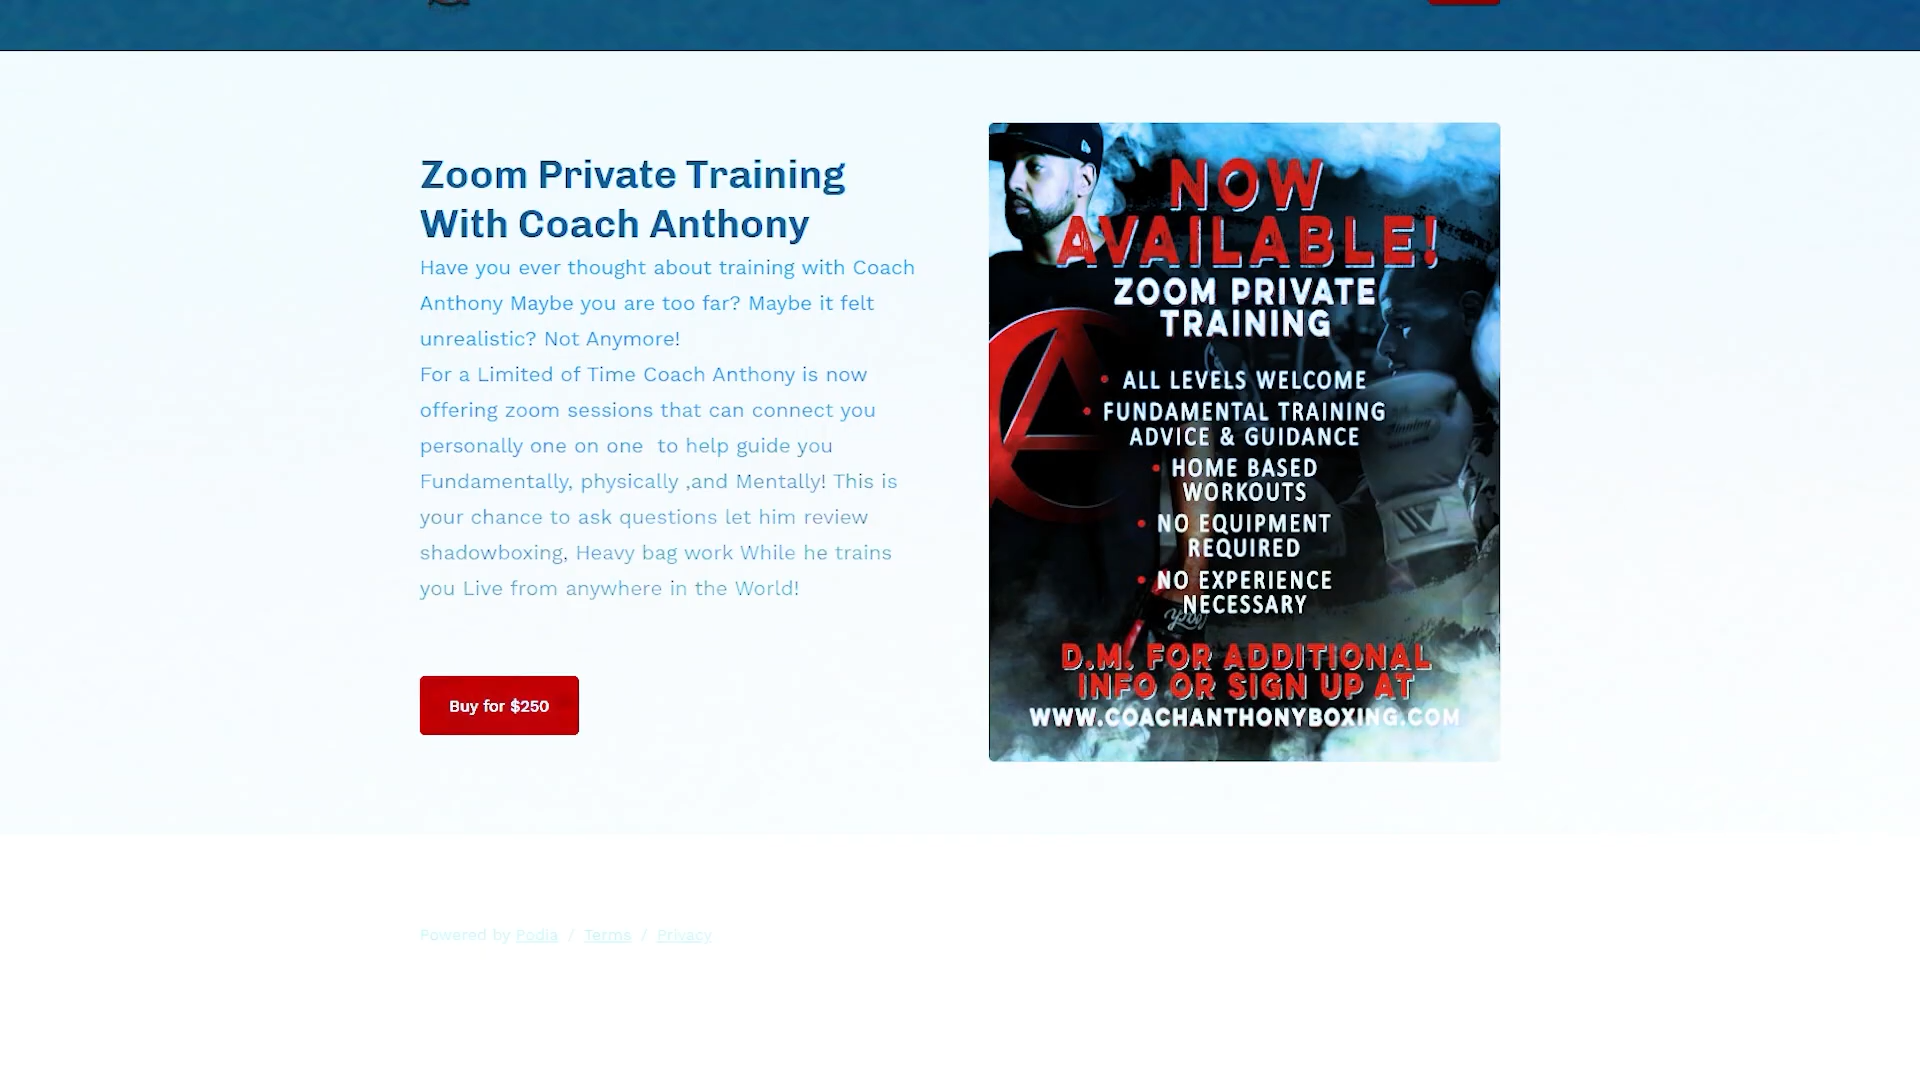 Zoom Private Training
With Coach Anthony
Have you ever thought about training with Coach
Anthony Maybe you are too far? Maybe it felt
unrealistic? Not Anymore!
For a Limited of Time Coach Anthony is now
offering zoom sessions that can connect you
personally one on one  to help guide you
Fundamentally, physically ,and Mentally! This is
your chance to ask questions let him review
shadowboxing, Heavy bag work While he trains
you Live from anywhere in the World!
Buy for $250
NOW
AVAILABLE!
ZOOM PRIVATE
TRAINING
• ALL LEVELS WELCOME
• FUNDAMENTAL TRAINING
ADVICE & GUIDANCE
• HOME BASED
WORKOUTS
• NO EQUIPMENT
REQUIRED
• NO EXPERIENCE
NECESSARY
D.M. FOR ADDITIONAL
INFO OR SIGN UP AT
WWW.COACHANTHONYBOXING.COM
Powered by Podia / Terms / Privacy